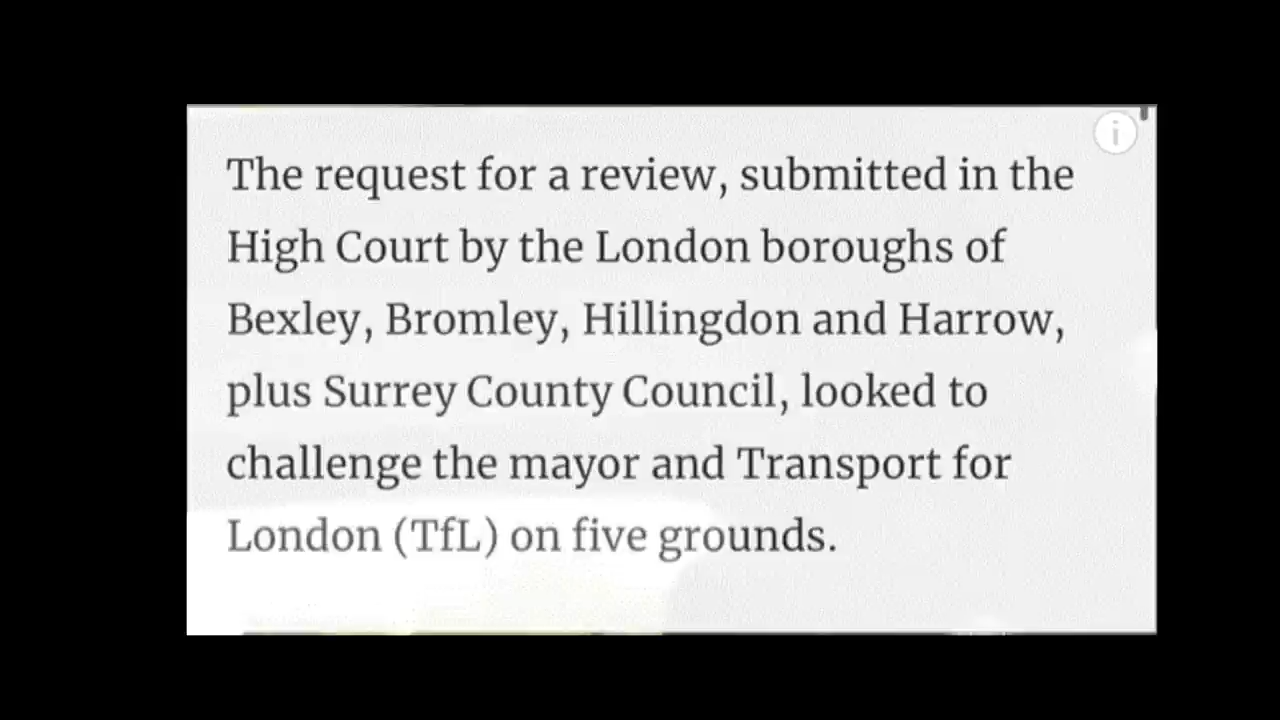 The request for a review, submitted in the
High Court by the London boroughs of
Bexley, Bromley, Hillingdon and Harrow,
plus Surrey County Council, looked to
challenge the mayor and Transport for
London (TfL) on five grounds.